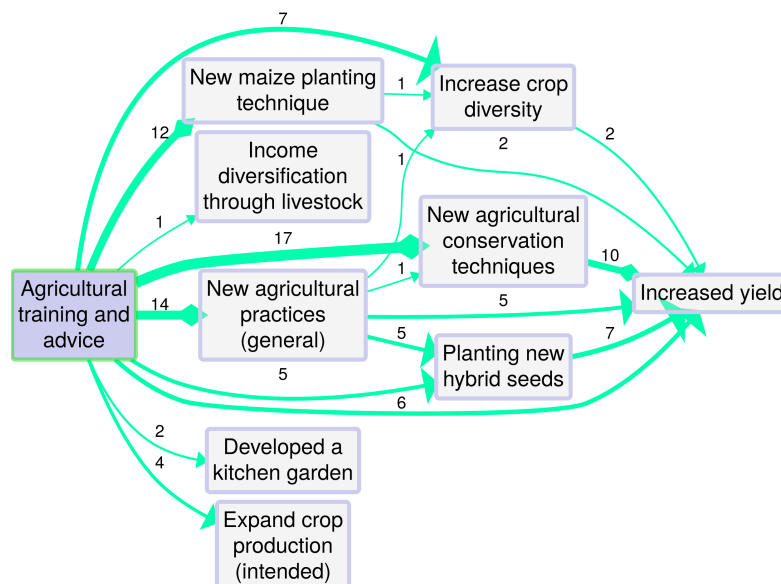 7
New maize planting
technique
1
Increase crop
diversity
12
2
2
Income
diversification
through livestock
1
1
New agricultural
conservation
techniques
17
10
1
Agricultural
training and
advice
14
New agricultural
practices
(general)
5
Increased yield
5
Planting new
hybrid seeds
7
5
6
2
Developed a
kitchen garden
4
Expand crop
production
(intended)